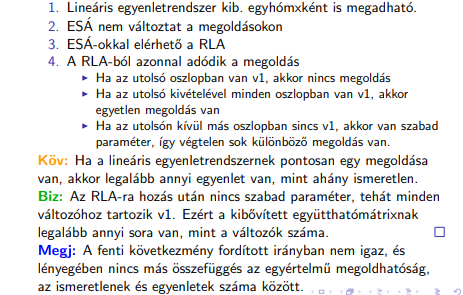 1. Lineáris egyenletrendszer kib. egyhómxként is megadható.
2. ESÁ nem változtat a megoldásokon
3. ESÁ-okkal elérhető a RLA
4. A RLA-ból azonnal adódik a megoldás
▶ Ha az utolsó oszlopban van v1, akkor nincs megoldás
▶ Ha az utolsó kivételével minden oszlopban van v1, akkor
egyetlen megoldás van
▶ Ha az utolsón kívül más oszlopban sincs v1, akkor van szabad
paraméter, így végtelen sok különböző megoldás van.
Köv: Ha a lineáris egyenletrendszernek pontosan egy megoldása
van, akkor legalább annyi egyenlet van, mint ahány ismeretlen.
Biz: Az RLA-ra hozás után nincs szabad paraméter, tehát minden
változóhoz tartozik v1. Ezért a kibővített együtthatómátrixnak
legalább annyi sora van, mint a változók száma. □
Megj: A fenti következmény fordított irányban nem igaz, és
lényegében nincs más összefüggés az egyértelmű megoldhatóság,
az ismeretlenek és egyenletek száma között.